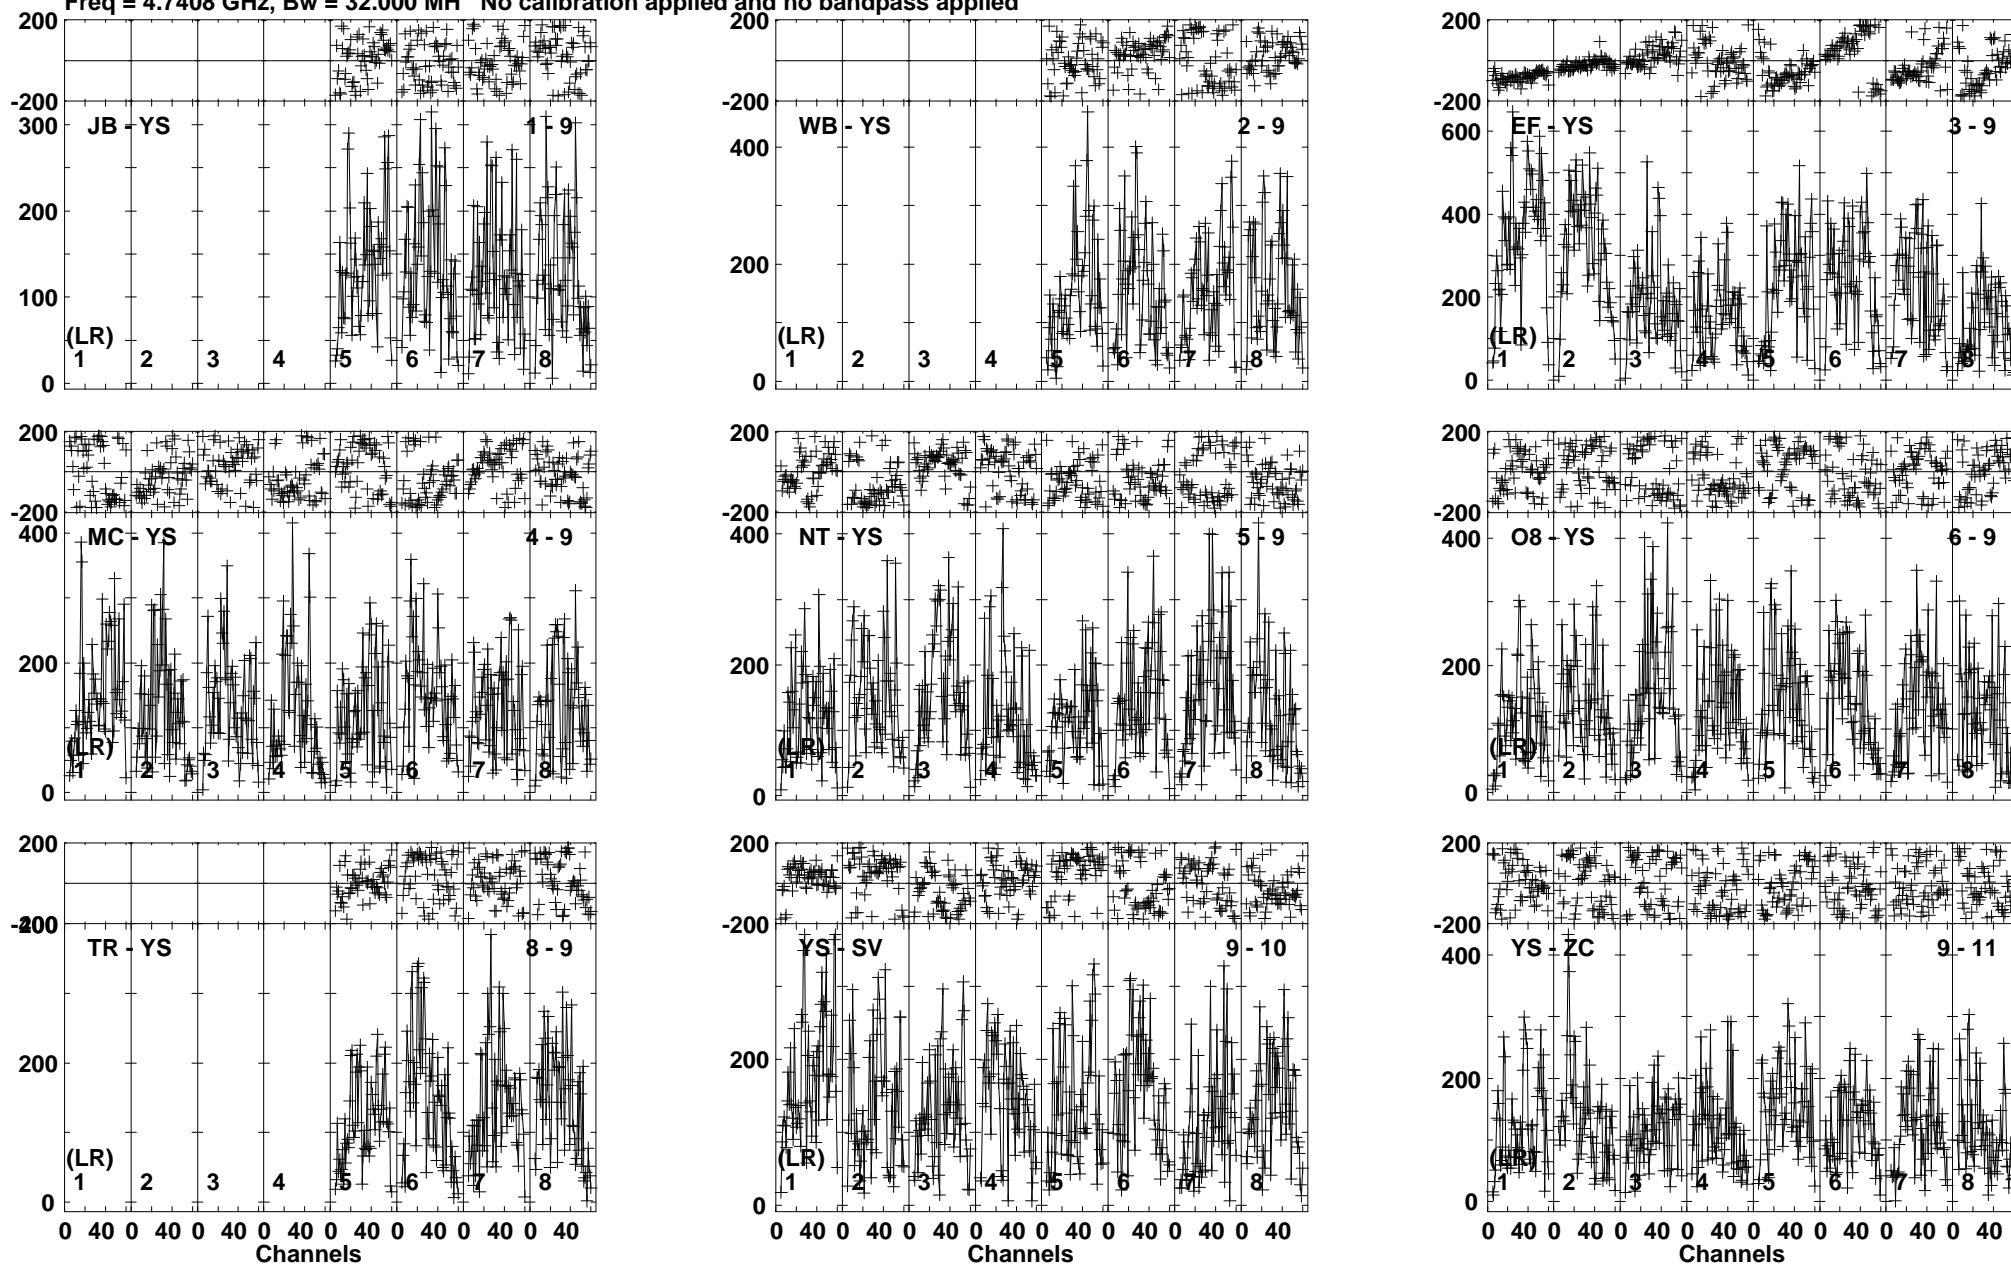 Freq = 4.7408 GHz, Bw = 32.000 MH No calibration applied and no bandpass applied
200
-200
JB - YS
1 - 9
300
200
100
0
(LR)
1 2 3 4 5 6 7 8
200
-200
WB - YS
2 - 9
400
200
0
(LR)
1 2 3 4 5 6 7 8
200
-200
EF - YS
3 - 9
600
400
200
0
(LR)
1 2 3 4 5 6 7 8
200
-200
MC - YS
4 - 9
400
200
0
(LR)
1 2 3 4 5 6 7 8
200
-200
NT - YS
5 - 9
400
200
0
(LR)
1 2 3 4 5 6 7 8
200
-200
O8 - YS
6 - 9
400
200
0
(LR)
1 2 3 4 5 6 7 8
200
-200
400
TR - YS
8 - 9
200
0
(LR)
1 2 3 4 5 6 7 8
0 40 0 40 0 40 0 40 0 40 0 40 0 40 0 40
Channels
200
-200
YS - SV
9 - 10
200
0
(LR)
1 2 3 4 5 6 7 8
0 40 0 40 0 40 0 40 0 40 0 40 0 40 0 40
Channels
200
-200
YS - ZC
9 - 11
400
200
0
(LR)
1 2 3 4 5 6 7 8
0 40 0 40 0 40 0 40 0 40 0 40 0 40 0 40
Channels